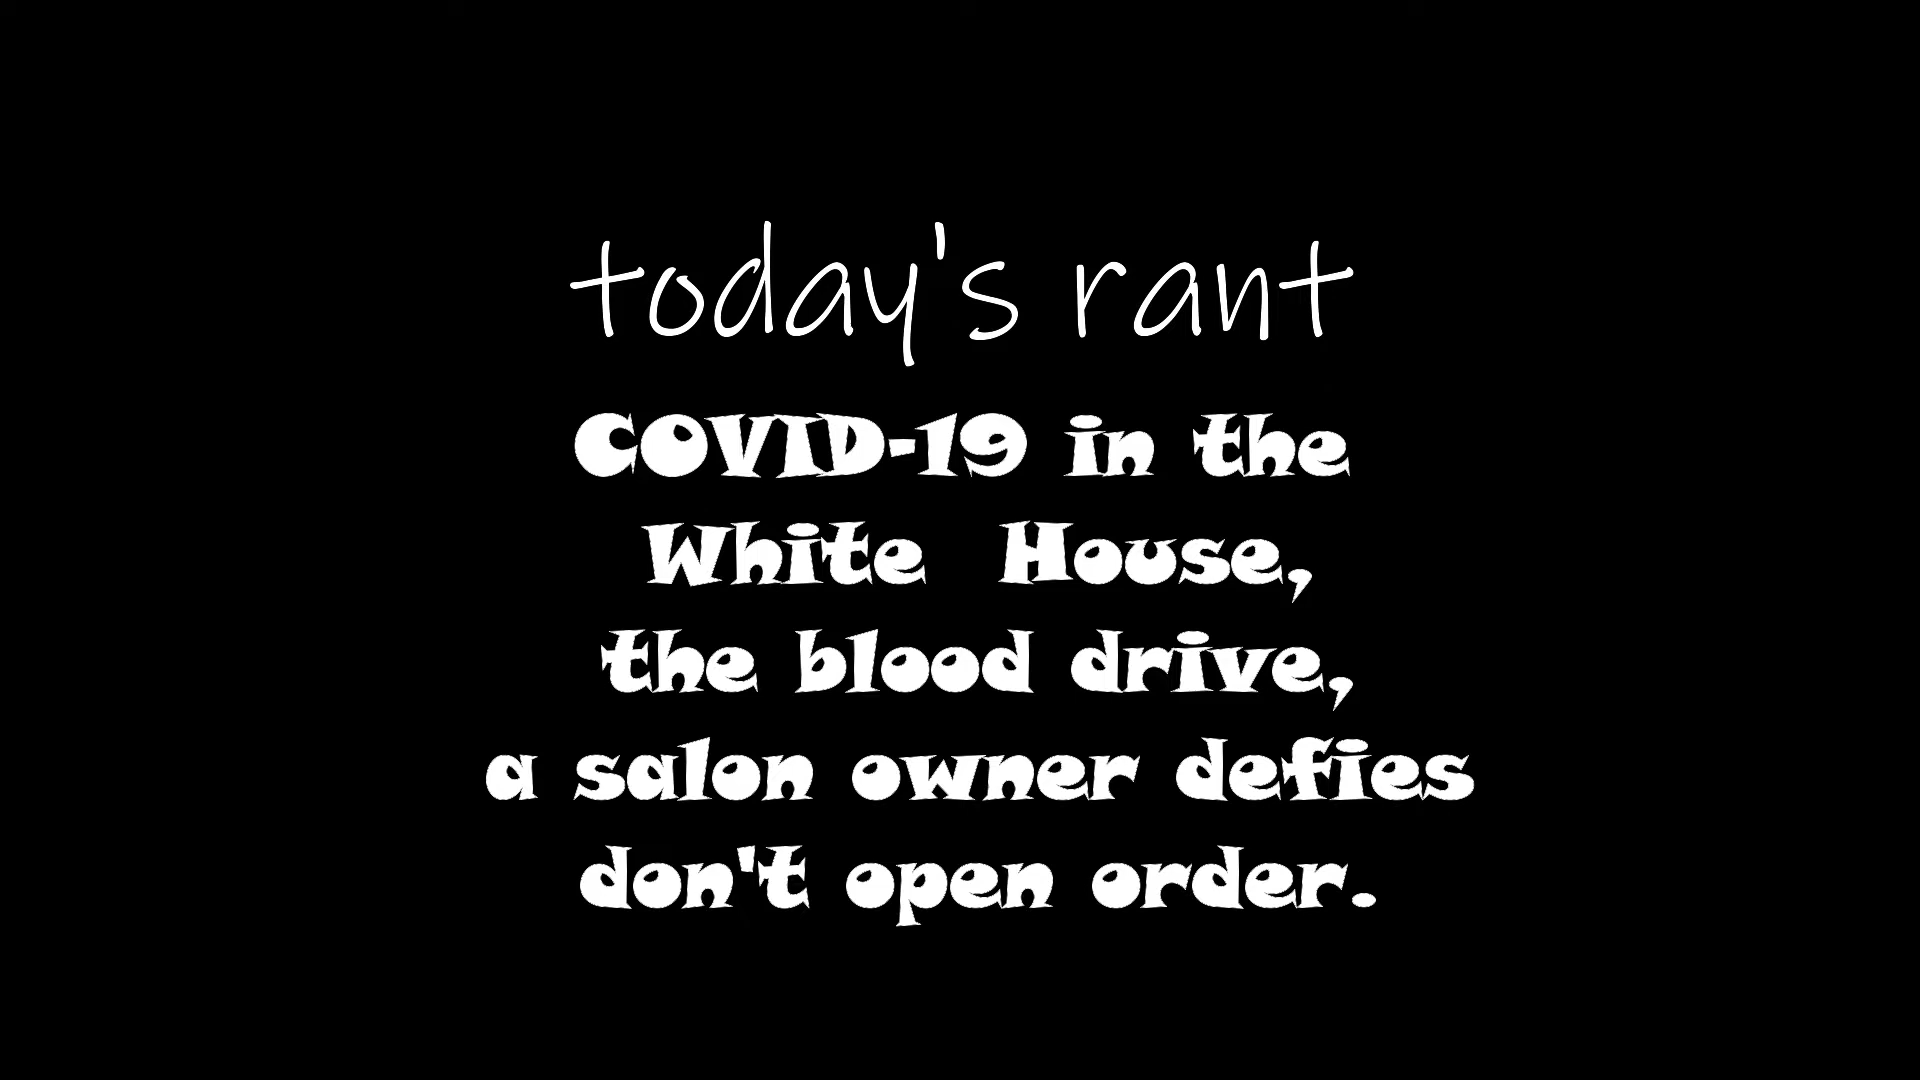 today's rant
COVID-19 in the
White House,
the blood drive,
a salon owner defies
don't open order.